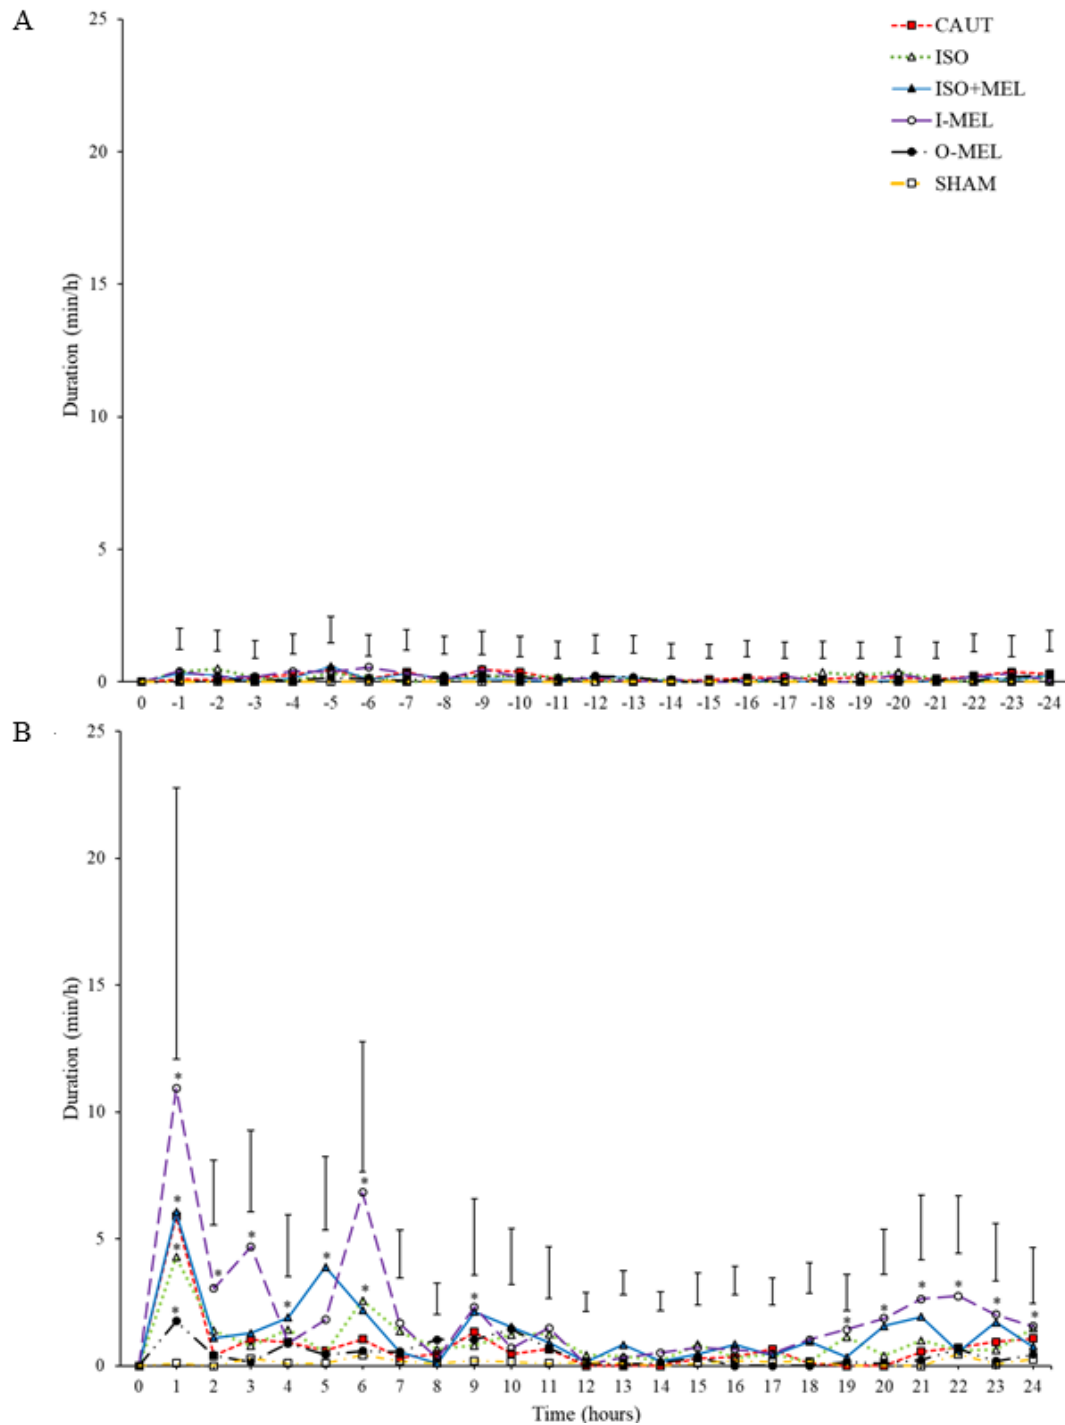 A
25
CAUT
ISO
ISO+MEL
I-MEL
O-MEL
SHAM
20
15
10
5
0
Duration (min/h)
0 -1 -2 -3 -4 -5 -6 -7 -8 -9 -10 -11 -12 -13 -14 -15 -16 -17 -18 -19 -20 -21 -22 -23 -24
B
25
20
15
10
5
0
Duration (min/h)
* * * * * * * * * * * * * * * * * *
0 1 2 3 4 5 6 7 8 9 10 11 12 13 14 15 16 17 18 19 20 21 22 23 24
Time (hours)